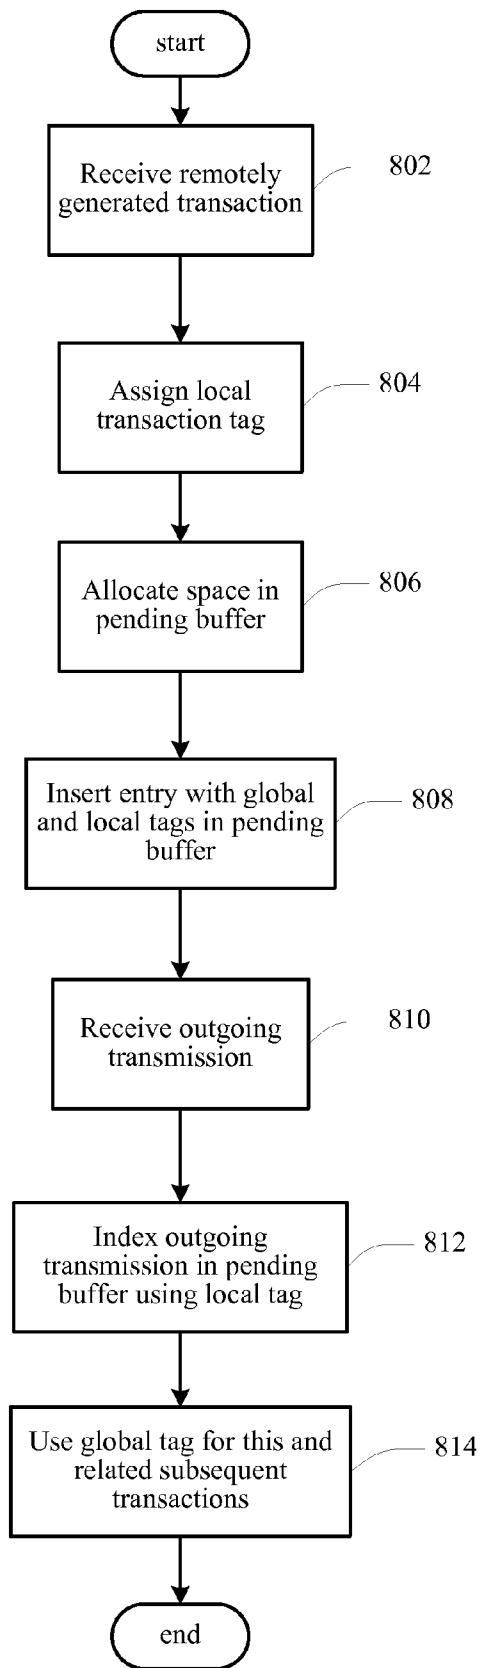 start
Receive remotely
generated transaction
802
Assign local
transaction tag
804
Allocate space in
pending buffer
806
Insert entry with global
and local tags in pending
buffer
808
Receive outgoing
transmission
810
Index outgoing
transmission in pending
buffer using local tag
812
Use global tag for this and
related subsequent
transactions
814
end